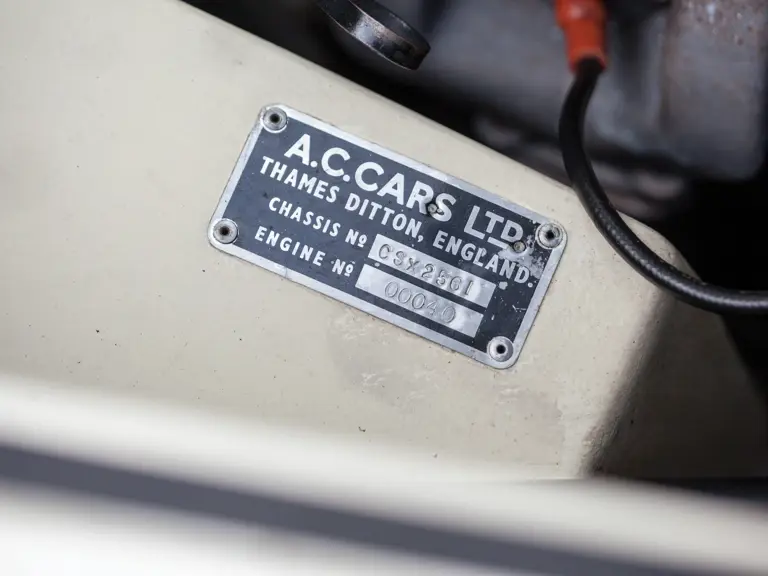 A.C.CARS LTD.
THAMES DITTON, ENGLAND.
CHASSIS Nº CSX2501
ENGINE Nº 00040